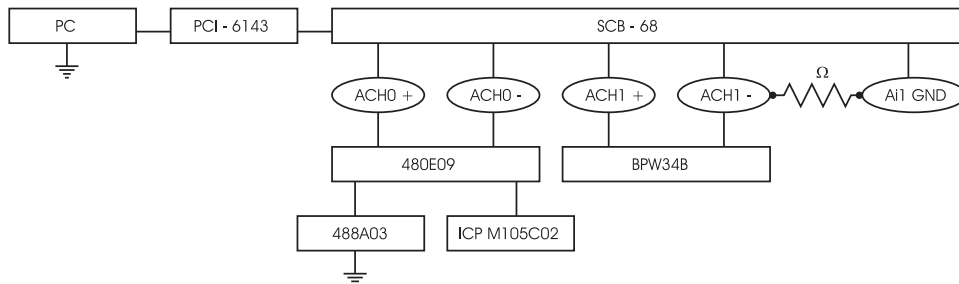 PC
PCI - 6143
SCB - 68
ACH0 +
ACH0 -
ACH1 +
ACH1 -
Ω
Ai1 GND
480E09
BPW34B
488A03
ICP M105C02